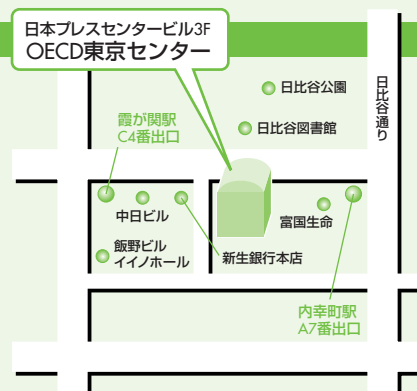 日本プレスセンタービル3F
OECD東京センター
日比谷公園
日比谷通り
霞が関駅
C4番出口
日比谷図書館
中日ビル
富国生命
飯野ビル
イイノホール
新生銀行本店
内幸町駅
A7番出口